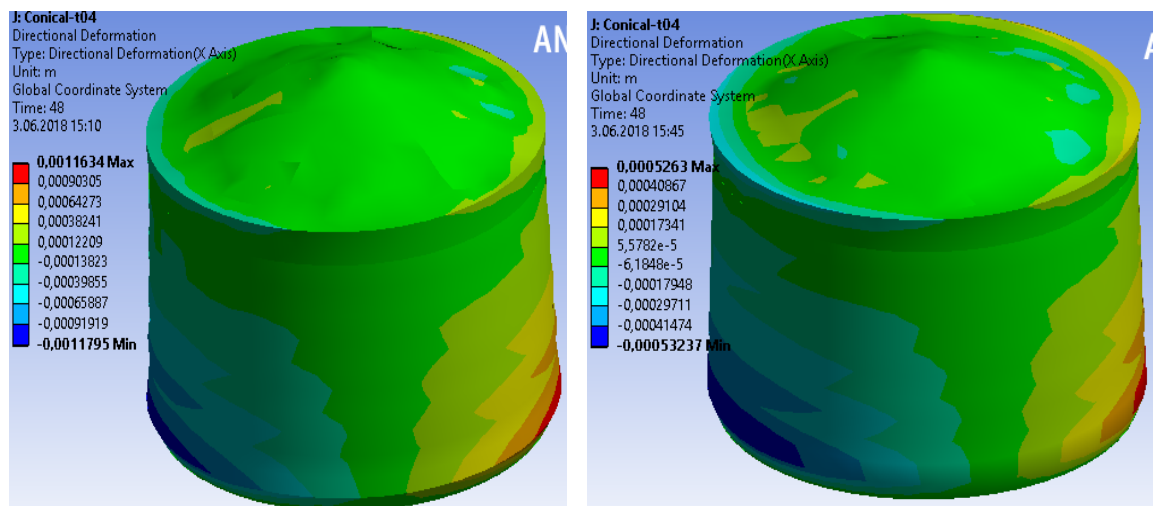 J: Conical-t04
Directional Deformation
Type: Directional Deformation(X Axis)
Unit: m
Global Coordinate System
Time: 48
3.06.2018 15:10
0,0011634 Max
0,00090305
0,00064273
0,00038241
0,00012209
-0,00013823
-0,00039855
-0,00065887
-0,00091919
-0,0011795 Min
AN
J: Conical-t04
Directional Deformation
Type: Directional Deformation(X Axis)
Unit: m
Global Coordinate System
Time: 48
3.06.2018 15:45
0,0005263 Max
0,00040867
0,00029104
0,00017341
5,5782e-5
-6,1848e-5
-0,00017948
-0,00029711
-0,00041474
-0,00053237 Min
A